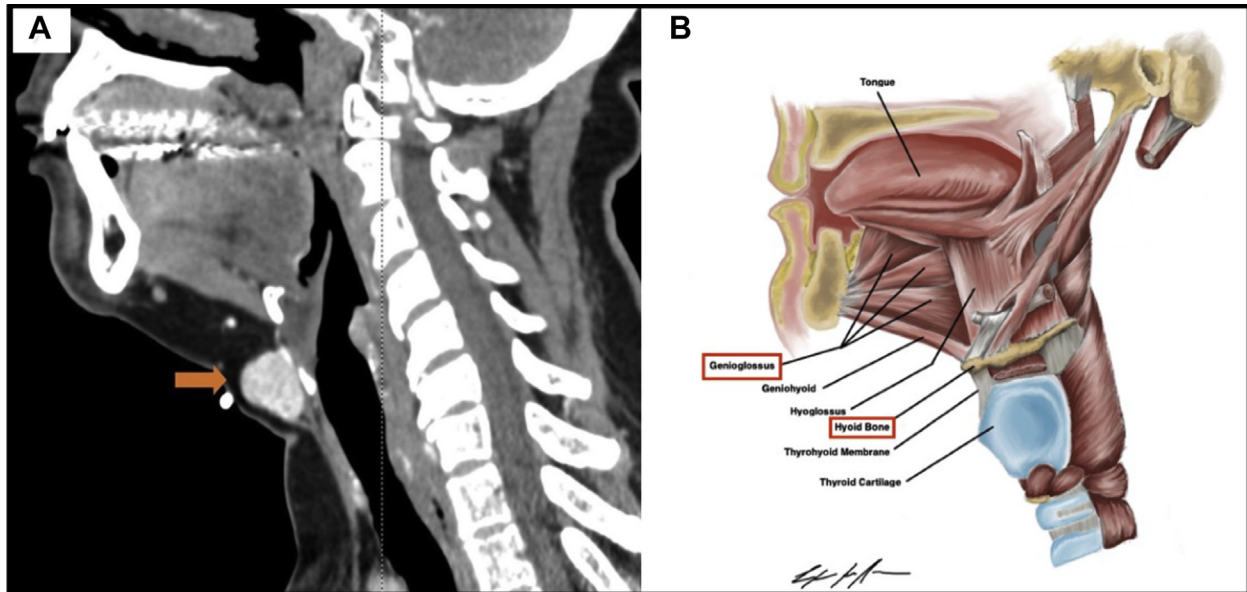 A
B
Tongue
Genioglossus
Geniohyoid
Hyoglossus
Hyoid Bone
Thyrohyoid Membrane
Thyroid Cartilage